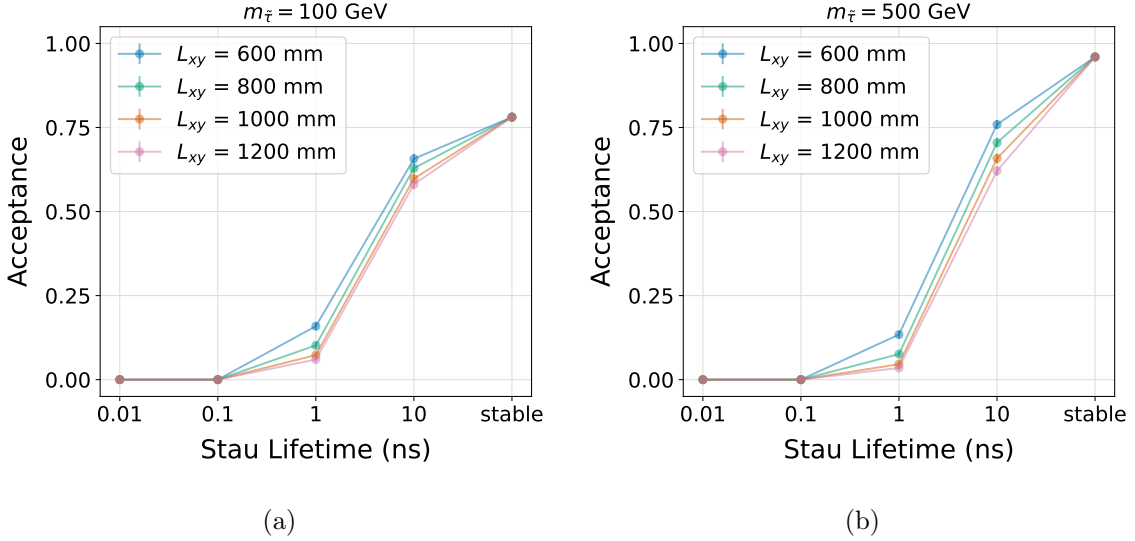 m_τ̃ = 100 GeV
1.00
0.75
0.50
0.25
0.00
Acceptance
L_xy = 600 mm
L_xy = 800 mm
L_xy = 1000 mm
L_xy = 1200 mm
0.01 0.1 1 10 stable
Stau Lifetime (ns)
(a)
m_τ̃ = 500 GeV
1.00
0.75
0.50
0.25
0.00
Acceptance
L_xy = 600 mm
L_xy = 800 mm
L_xy = 1000 mm
L_xy = 1200 mm
0.01 0.1 1 10 stable
Stau Lifetime (ns)
(b)